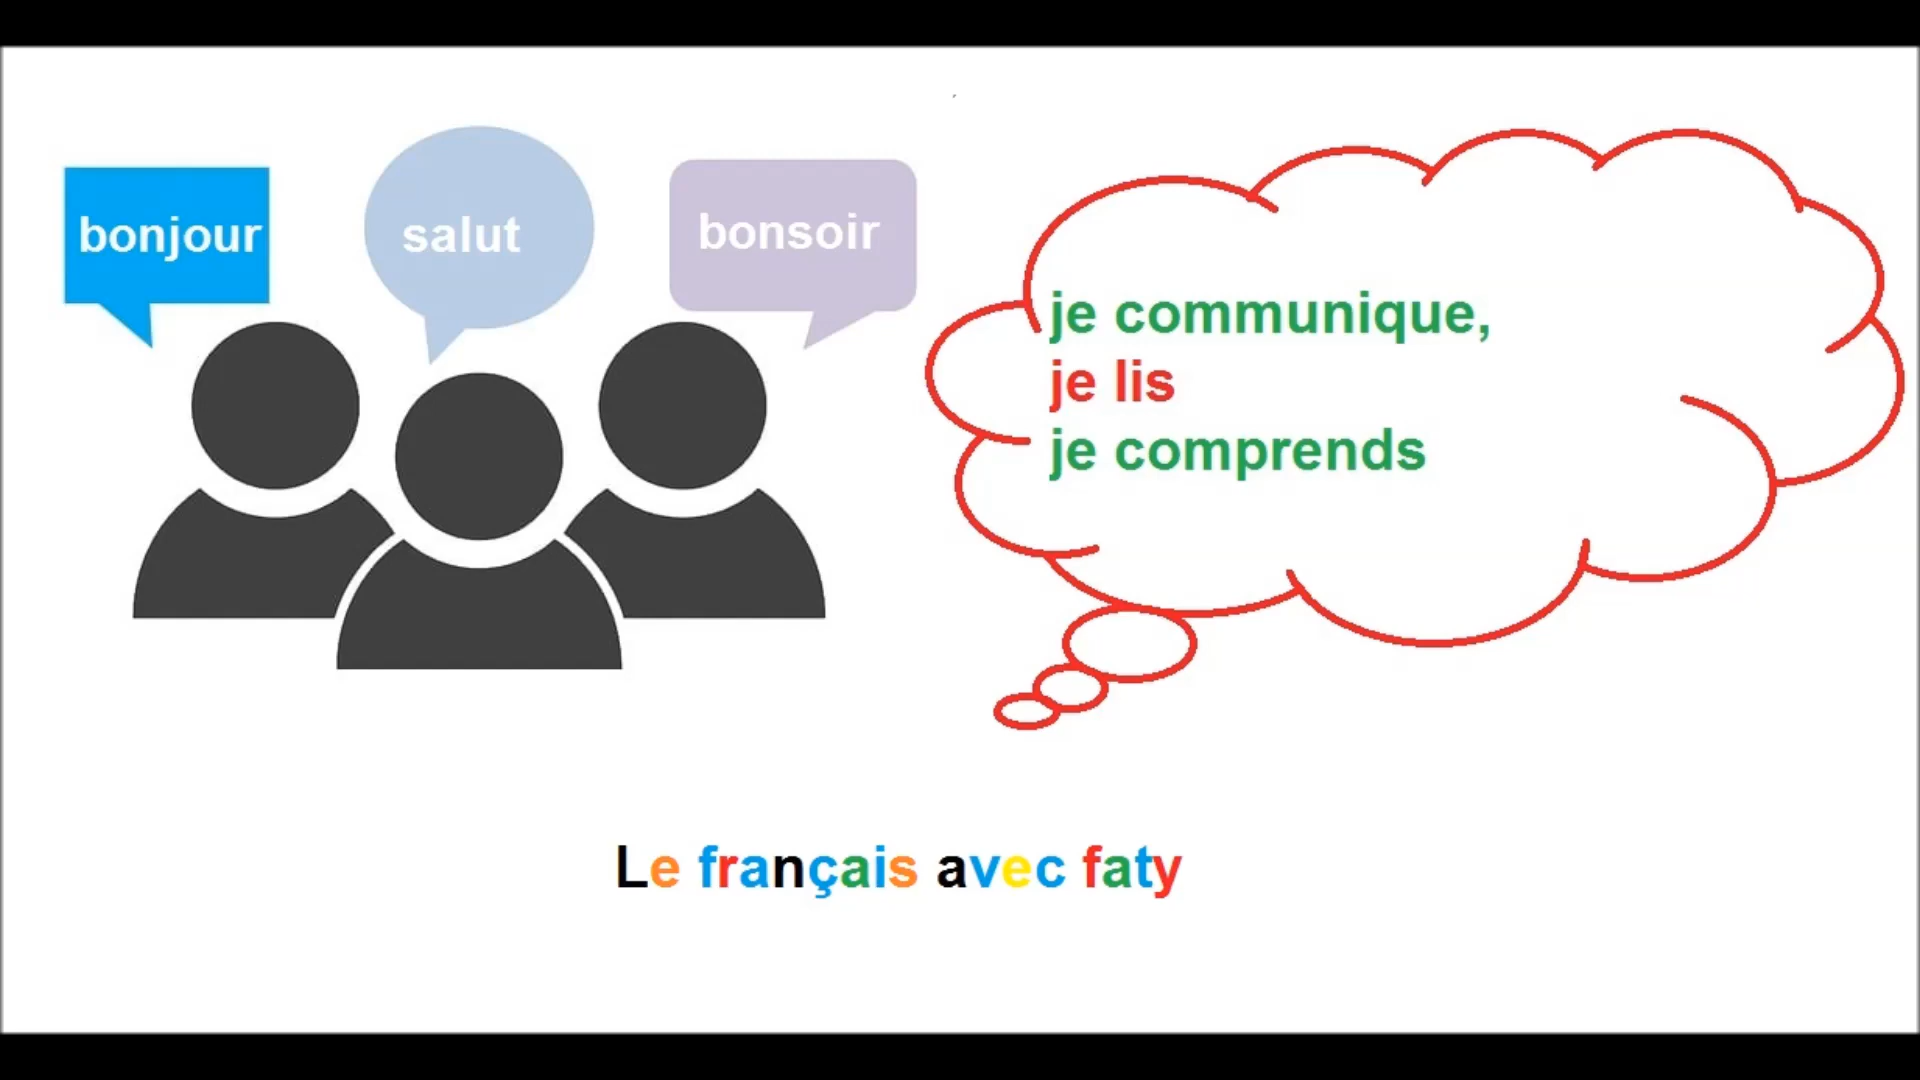 bonjour
salut
bonsoir
je communique,
je lis
je comprends
Le français avec faty